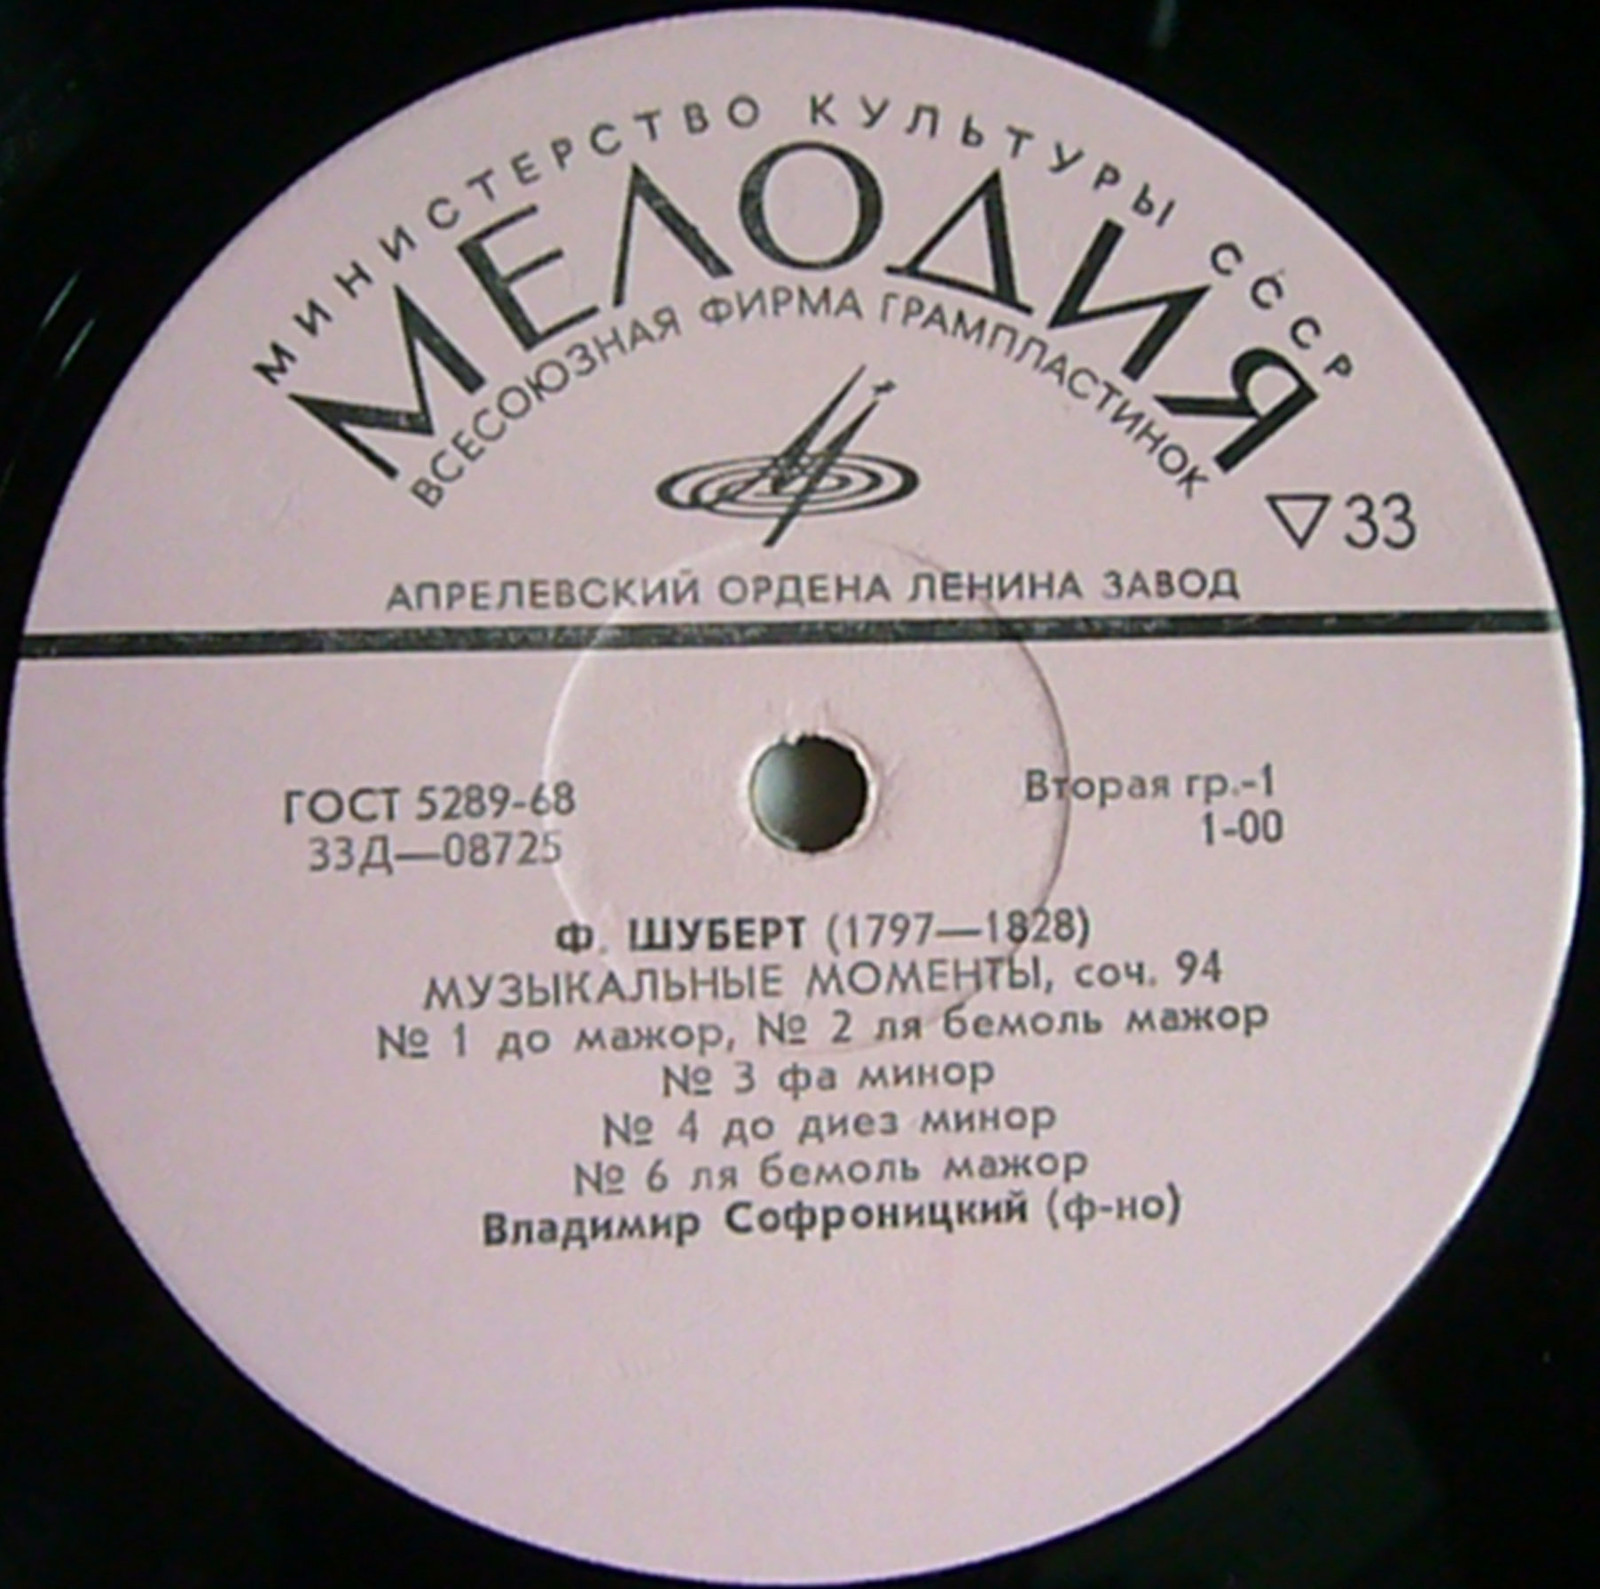 МИНИСТЕРСТВО КУЛЬТУРЫ СССР
МЕЛОДИЯ
ВСЕСОЮЗНАЯ ФИРМА ГРАМПЛАСТИНОК
▽33
АПРЕЛЕВСКИЙ ОРДЕНА ЛЕНИНА ЗАВОД
ГОСТ 5289-68
33Д—08725
Вторая гр.-1
1-00
Ф. ШУБЕРТ (1797—1828)
МУЗЫКАЛЬНЫЕ МОМЕНТЫ, соч. 94
№ 1 до мажор, № 2 ля бемоль мажор
№ 3 фа минор
№ 4 до диез минор
№ 6 ля бемоль мажор
Владимир Софроницкий (ф-но)